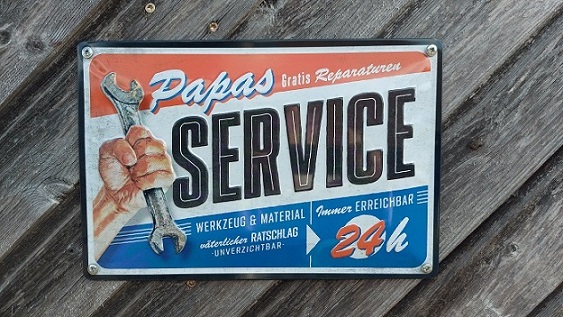 Papas Gratis Reparaturen
SERVICE
WERKZEUG & MATERIAL
väterlicher RATSCHLAG
-UNVERZICHTBAR-
Immer ERREICHBAR
24h